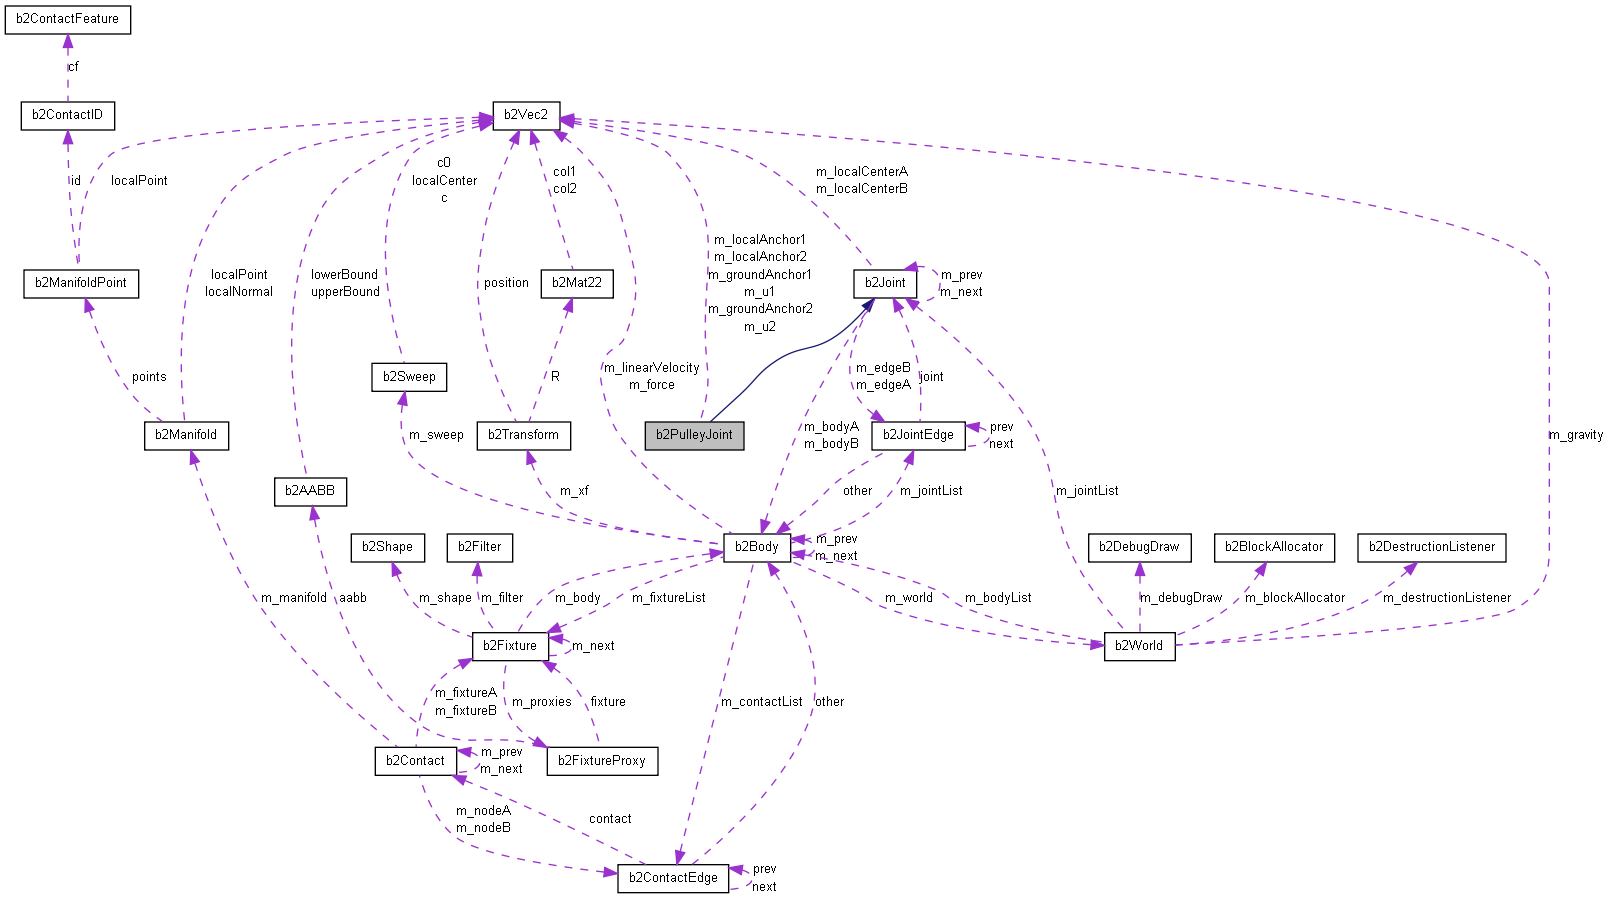 b2ContactFeature
cf
b2ContactID
b2Vec2
id
localPoint
c0
localCenter
c
col1
col2
m_localCenterA
m_localCenterB
m_localAnchor1
m_localAnchor2
m_groundAnchor1
m_u1
m_groundAnchor2
m_u2
b2ManifoldPoint
localPoint
localNormal
lowerBound
upperBound
position
b2Mat22
b2Joint
m_prev
m_next
points
b2Sweep
R
m_linearVelocity
m_force
m_edgeB
m_edgeA
joint
b2Manifold
m_sweep
b2Transform
b2PulleyJoint
m_bodyA
m_bodyB
b2JointEdge
prev
next
m_gravity
b2AABB
m_xf
other
m_jointList
m_jointList
b2Shape
b2Filter
b2Body
m_prev
m_next
b2DebugDraw
b2BlockAllocator
b2DestructionListener
m_manifold
aabb
m_shape
m_filter
m_body
m_fixtureList
m_world
m_bodyList
m_debugDraw
m_blockAllocator
m_destructionListener
b2Fixture
m_next
b2World
m_fixtureA
m_fixtureB
m_proxies
fixture
m_contactList
other
b2Contact
m_prev
m_next
b2FixtureProxy
m_nodeA
m_nodeB
contact
b2ContactEdge
prev
next